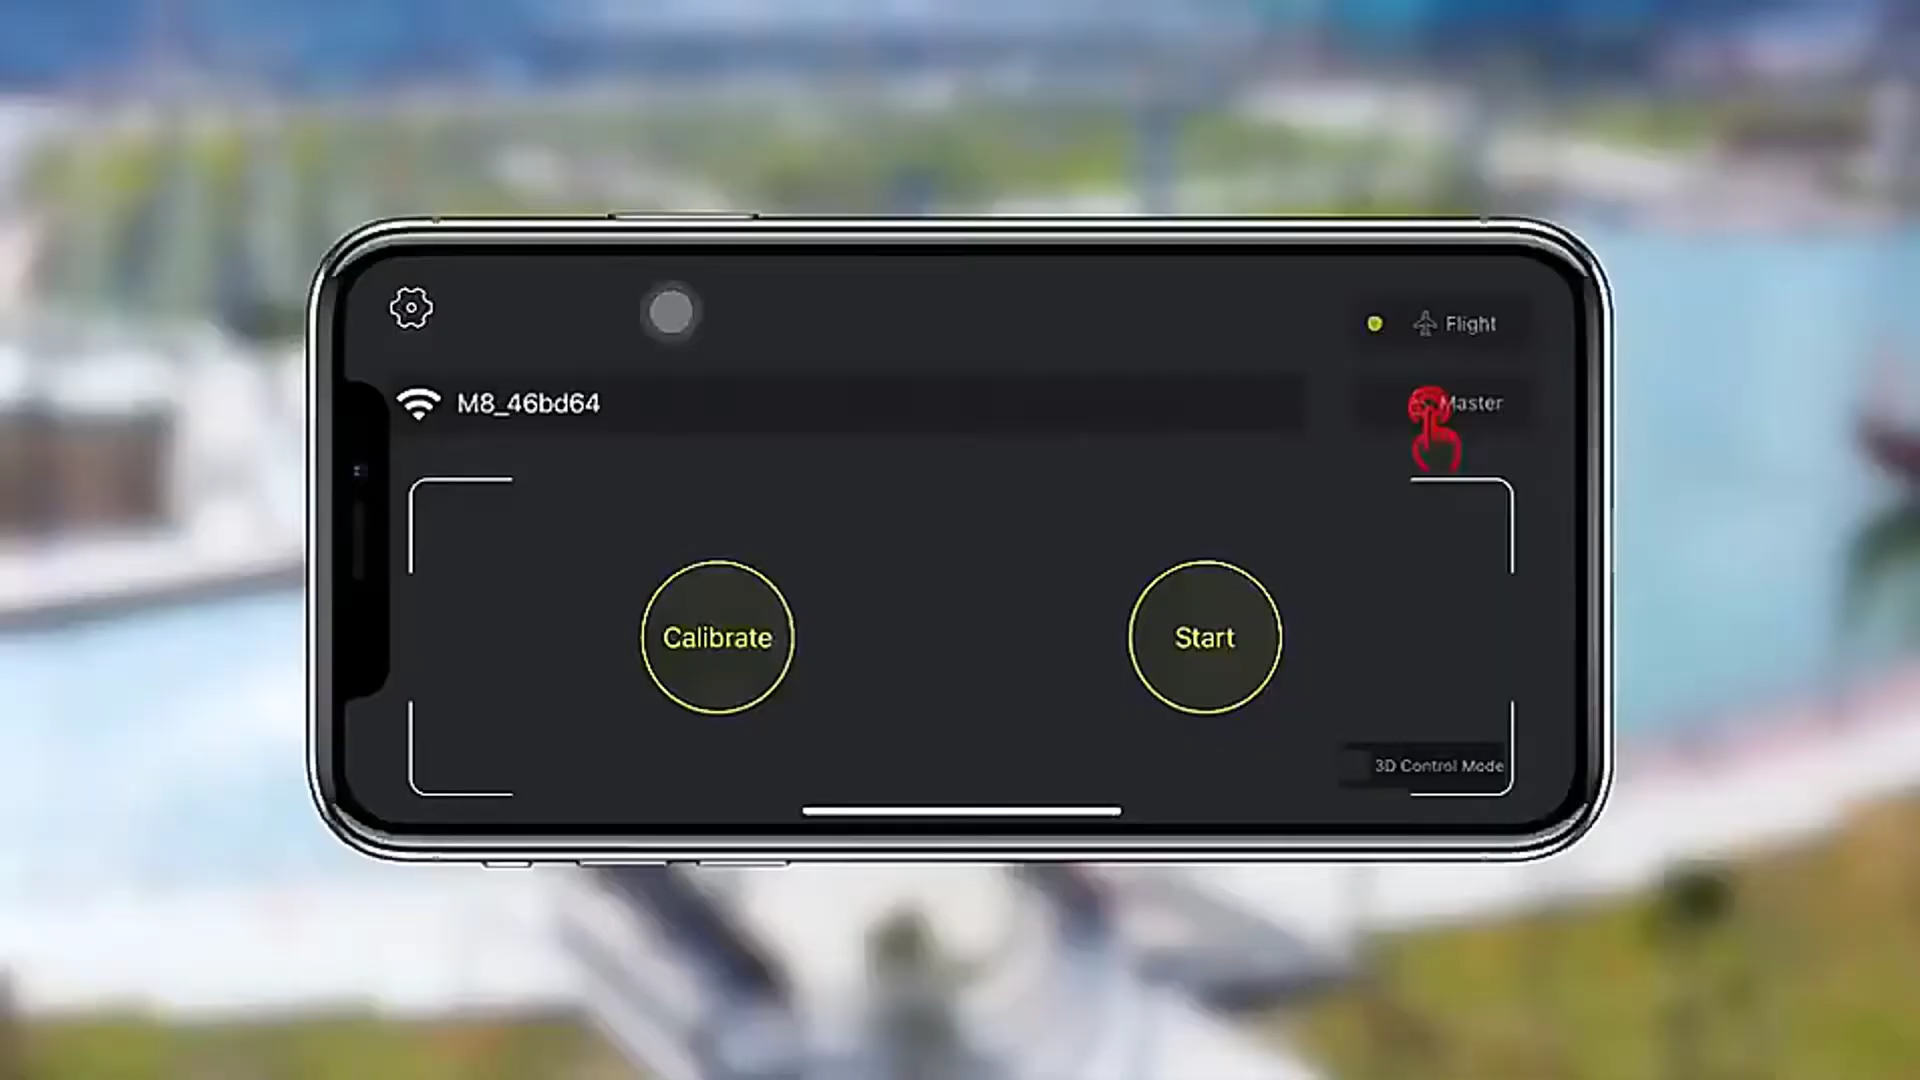 Flight
M8_46bd64
Master
Calibrate
Start
3D Control Mode